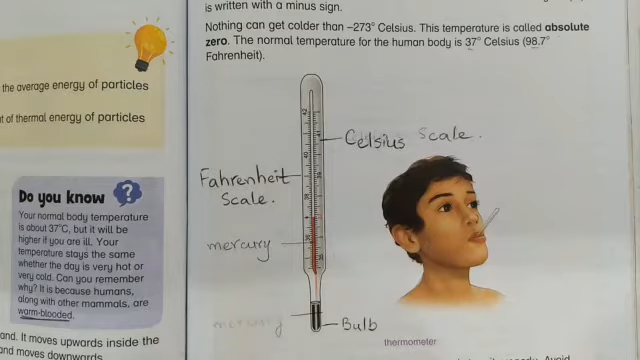 is written with a minus sign.
Nothing can get colder than –273° Celsius. This temperature is called absolute
zero. The normal temperature for the human body is 37° Celsius (98.7°
Fahrenheit).
the average energy of particles
t of thermal energy of particles
Do you know ?
Your normal body temperature
is about 37°C, but it will be
higher if you are ill. Your
temperature stays the same
whether the day is very hot or
very cold. Can you remember
why? It is because humans,
along with other mammals, are
warm-blooded.
and. It moves upwards inside the
and moves downwards
Celsius Scale.
Fahrenheit
Scale.
mercury
mercury
Bulb
42
40
thermometer